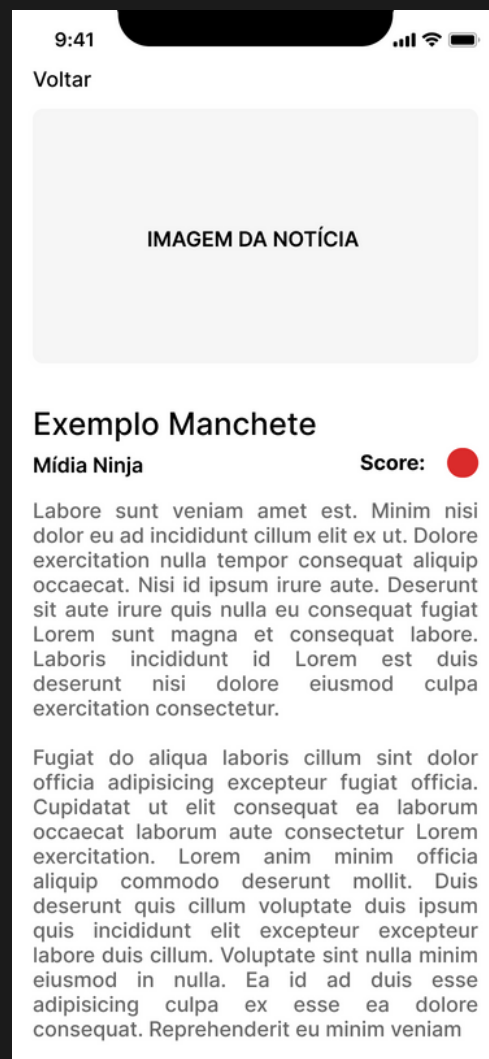 9:41
Voltar
IMAGEM DA NOTÍCIA
Exemplo Manchete
Mídia Ninja
Score:
Labore sunt veniam amet est. Minim nisi
dolor eu ad incididunt cillum elit ex ut. Dolore
exercitation nulla tempor consequat aliquip
occaecat. Nisi id ipsum irure aute. Deserunt
sit aute irure quis nulla eu consequat fugiat
Lorem sunt magna et consequat labore.
Laboris incididunt id Lorem est duis
deserunt nisi dolore eiusmod culpa
exercitation consectetur.
Fugiat do aliqua laboris cillum sint dolor
officia adipisicing excepteur fugiat officia.
Cupidatat ut elit consequat ea laborum
occaecat laborum aute consectetur Lorem
exercitation. Lorem anim minim officia
aliquip commodo deserunt mollit. Duis
deserunt quis cillum voluptate duis ipsum
quis incididunt elit excepteur excepteur
labore duis cillum. Voluptate sint nulla minim
eiusmod in nulla. Ea id ad duis esse
adipisicing culpa ex esse ea dolore
consequat. Reprehenderit eu minim veniam